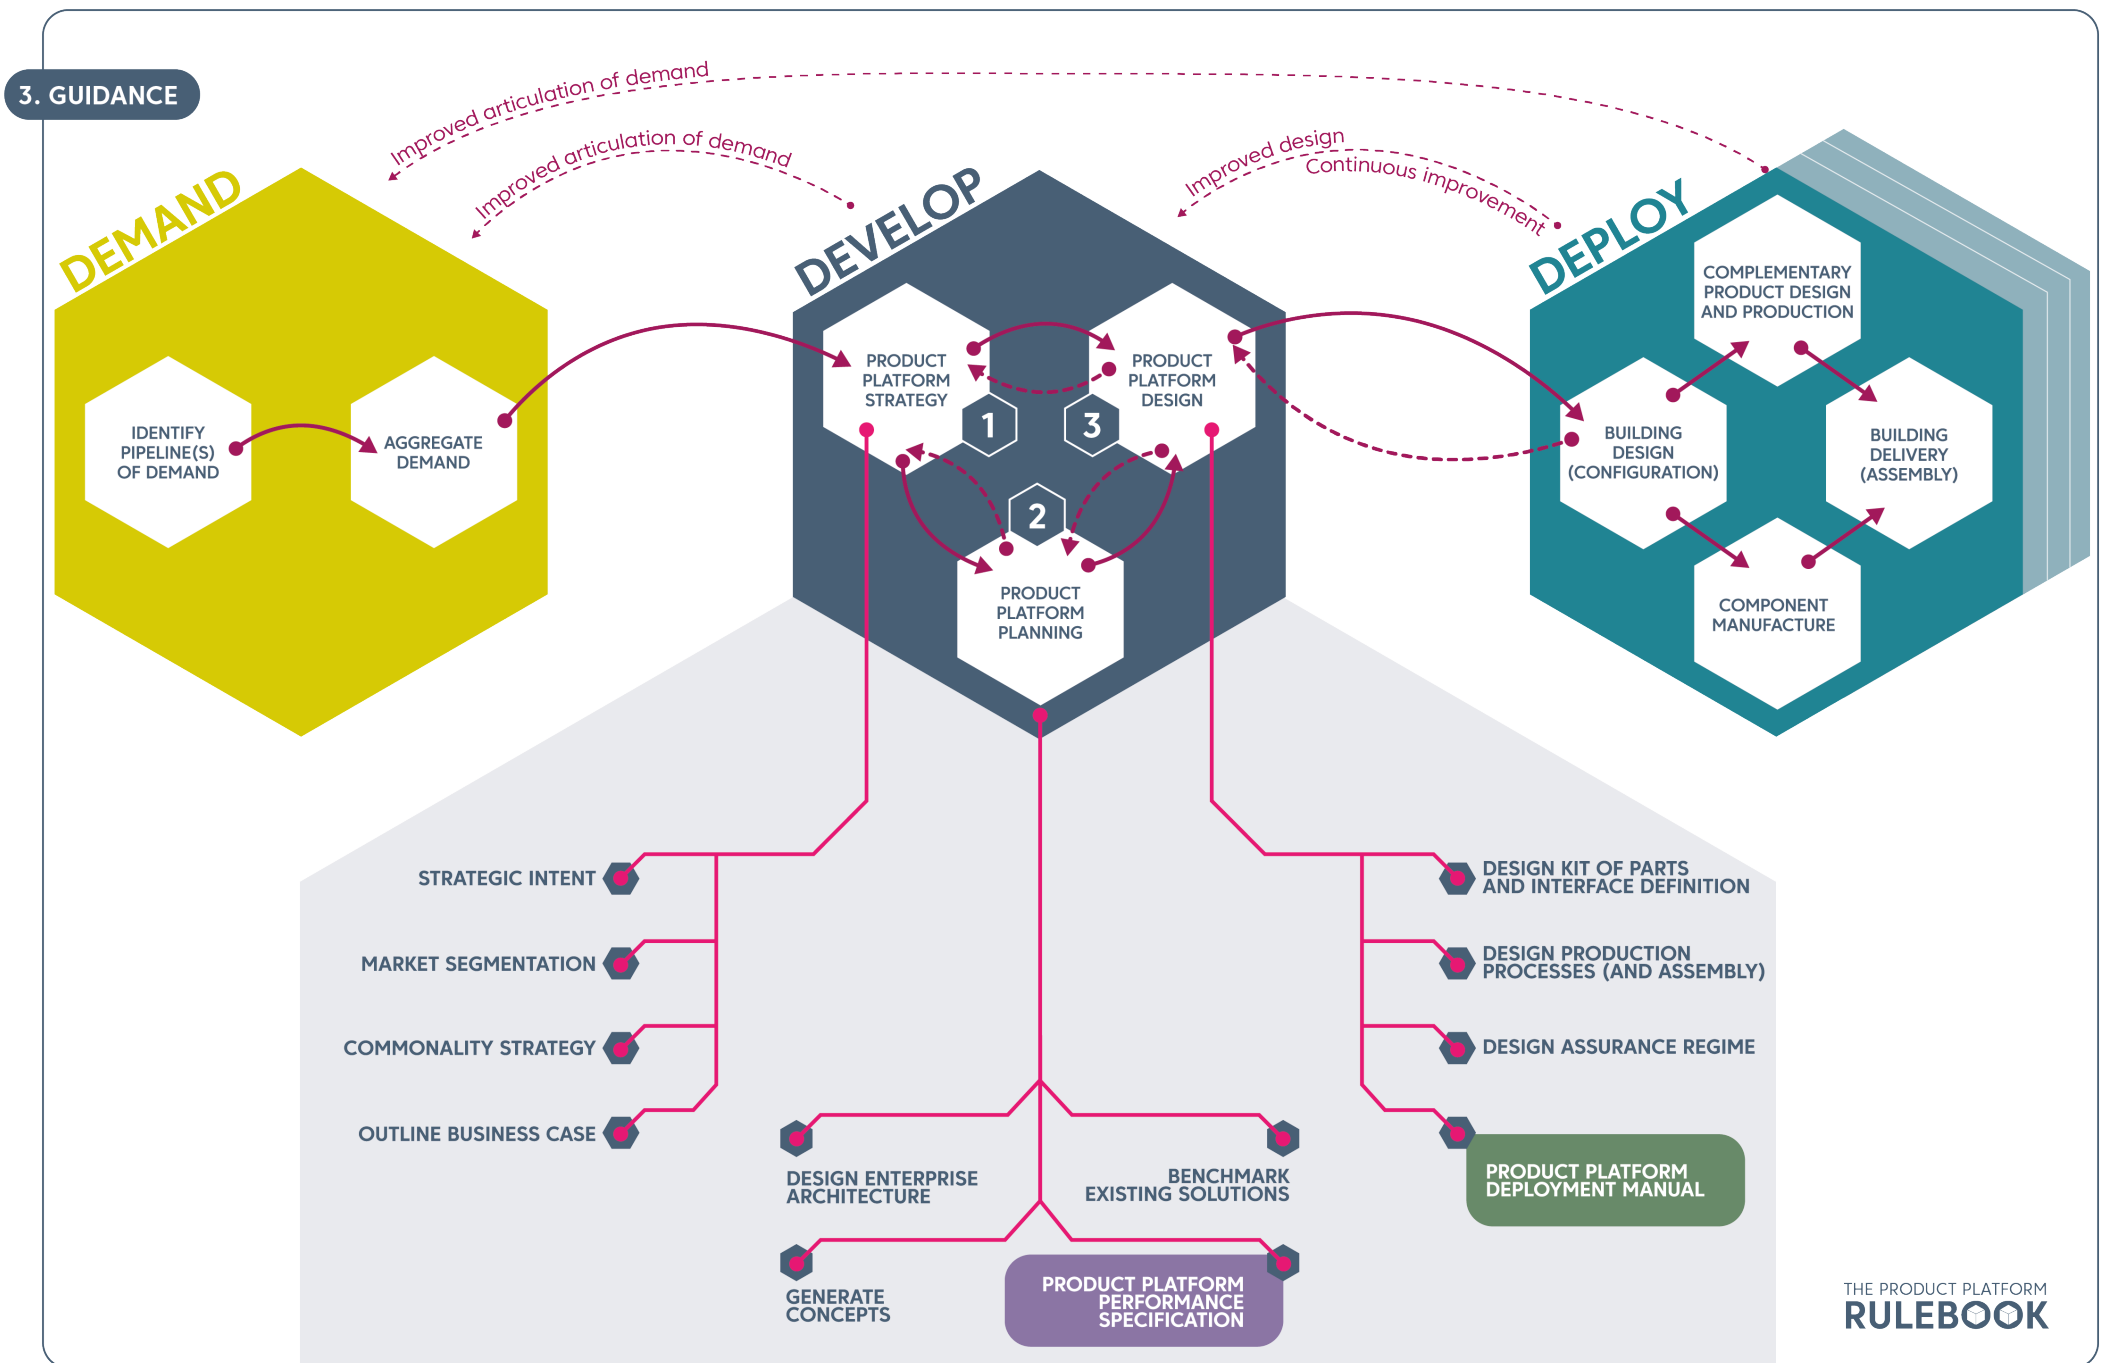 3. GUIDANCE
Improved articulation of demand
Improved articulation of demand
Improved design
Continuous improvement
DEMAND
IDENTIFY
PIPELINE(S)
OF DEMAND
AGGREGATE
DEMAND
DEVELOP
PRODUCT
PLATFORM
STRATEGY
1
PRODUCT
PLATFORM
DESIGN
3
2
PRODUCT
PLATFORM
PLANNING
DEPLOY
COMPLEMENTARY
PRODUCT DESIGN
AND PRODUCTION
BUILDING
DESIGN
(CONFIGURATION)
BUILDING
DELIVERY
(ASSEMBLY)
COMPONENT
MANUFACTURE
STRATEGIC INTENT
MARKET SEGMENTATION
COMMONALITY STRATEGY
OUTLINE BUSINESS CASE
DESIGN ENTERPRISE
ARCHITECTURE
BENCHMARK
EXISTING SOLUTIONS
GENERATE
CONCEPTS
PRODUCT PLATFORM
PERFORMANCE
SPECIFICATION
DESIGN KIT OF PARTS
AND INTERFACE DEFINITION
DESIGN PRODUCTION
PROCESSES (AND ASSEMBLY)
DESIGN ASSURANCE REGIME
PRODUCT PLATFORM
DEPLOYMENT MANUAL
THE PRODUCT PLATFORM
RULEBOOK